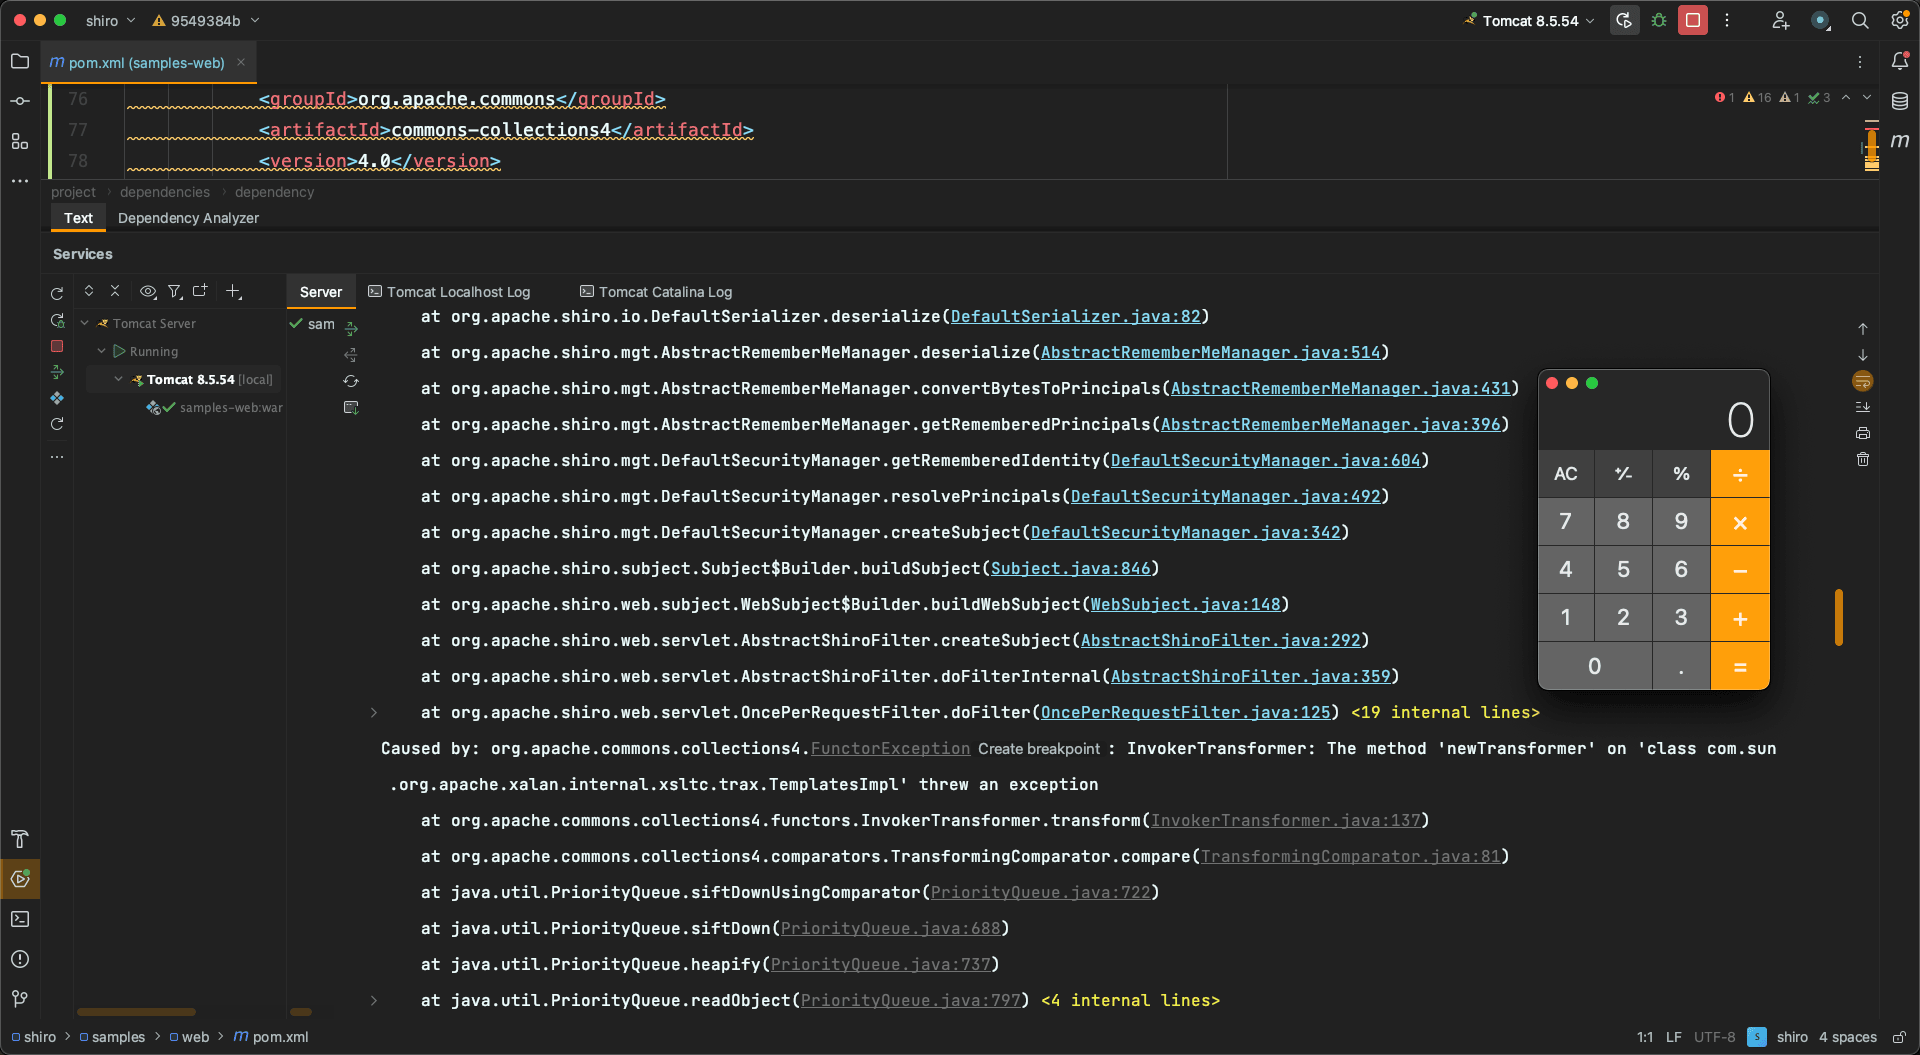 shiro
9549384b
Tomcat 8.5.54
m pom.xml (samples-web)
76 <groupId>org.apache.commons</groupId>
1 16 1 3
77 <artifactId>commons-collections4</artifactId>
78 <version>4.0</version>
project dependencies dependency
Text Dependency Analyzer
Services
Server Tomcat Localhost Log Tomcat Catalina Log
Tomcat Server
Running
Tomcat 8.5.54 [local]
samples-web:war
sam
at org.apache.shiro.io.DefaultSerializer.deserialize(DefaultSerializer.java:82)
at org.apache.shiro.mgt.AbstractRememberMeManager.deserialize(AbstractRememberMeManager.java:514)
at org.apache.shiro.mgt.AbstractRememberMeManager.convertBytesToPrincipals(AbstractRememberMeManager.java:431)
at org.apache.shiro.mgt.AbstractRememberMeManager.getRememberedPrincipals(AbstractRememberMeManager.java:396)
at org.apache.shiro.mgt.DefaultSecurityManager.getRememberedIdentity(DefaultSecurityManager.java:604)
at org.apache.shiro.mgt.DefaultSecurityManager.resolvePrincipals(DefaultSecurityManager.java:492)
at org.apache.shiro.mgt.DefaultSecurityManager.createSubject(DefaultSecurityManager.java:342)
at org.apache.shiro.subject.Subject$Builder.buildSubject(Subject.java:846)
at org.apache.shiro.web.subject.WebSubject$Builder.buildWebSubject(WebSubject.java:148)
at org.apache.shiro.web.servlet.AbstractShiroFilter.createSubject(AbstractShiroFilter.java:292)
at org.apache.shiro.web.servlet.AbstractShiroFilter.doFilterInternal(AbstractShiroFilter.java:359)
at org.apache.shiro.web.servlet.OncePerRequestFilter.doFilter(OncePerRequestFilter.java:125) <19 internal lines>
Caused by: org.apache.commons.collections4.FunctorException Create breakpoint : InvokerTransformer: The method 'newTransformer' on 'class com.sun
.org.apache.xalan.internal.xsltc.trax.TemplatesImpl' threw an exception
at org.apache.commons.collections4.functors.InvokerTransformer.transform(InvokerTransformer.java:137)
at org.apache.commons.collections4.comparators.TransformingComparator.compare(TransformingComparator.java:81)
at java.util.PriorityQueue.siftDownUsingComparator(PriorityQueue.java:722)
at java.util.PriorityQueue.siftDown(PriorityQueue.java:688)
at java.util.PriorityQueue.heapify(PriorityQueue.java:737)
at java.util.PriorityQueue.readObject(PriorityQueue.java:797) <4 internal lines>
0
AC +⁄- % ÷
7 8 9 ×
4 5 6 −
1 2 3 +
0 . =
m
shiro samples web m pom.xml
1:1 LF UTF-8 S shiro 4 spaces